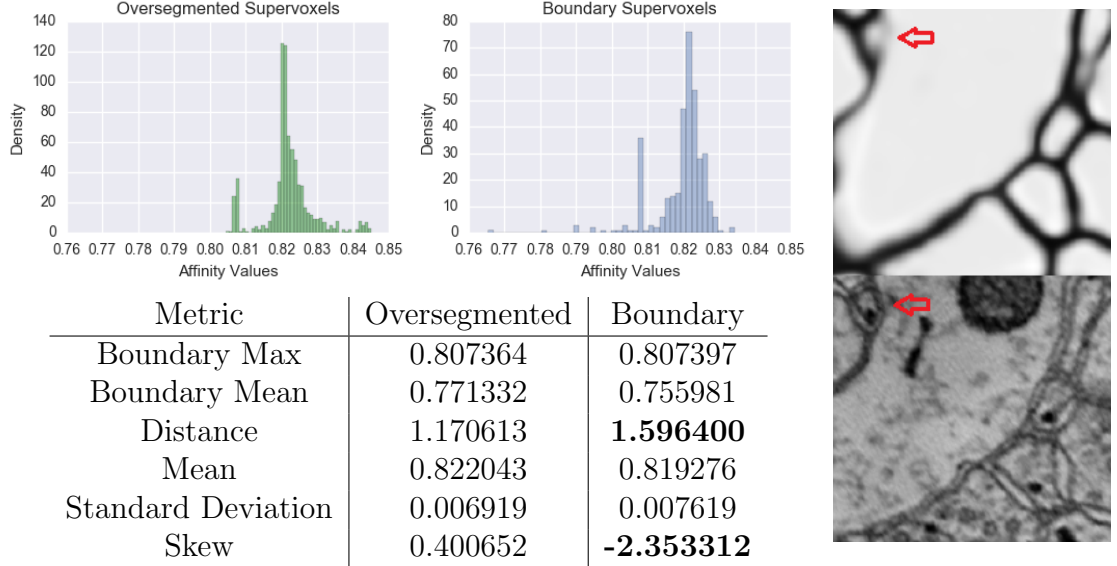 Oversegmented Supervoxels
140
120
100
80
60
40
20
0
Density
0.76 0.77 0.78 0.79 0.80 0.81 0.82 0.83 0.84 0.85
Affinity Values
Boundary Supervoxels
80
70
60
50
40
30
20
10
0
Density
0.76 0.77 0.78 0.79 0.80 0.81 0.82 0.83 0.84 0.85
Affinity Values
Metric Oversegmented Boundary
Boundary Max 0.807364 0.807397
Boundary Mean 0.771332 0.755981
Distance 1.170613 1.596400
Mean 0.822043 0.819276
Standard Deviation 0.006919 0.007619
Skew 0.400652 -2.353312